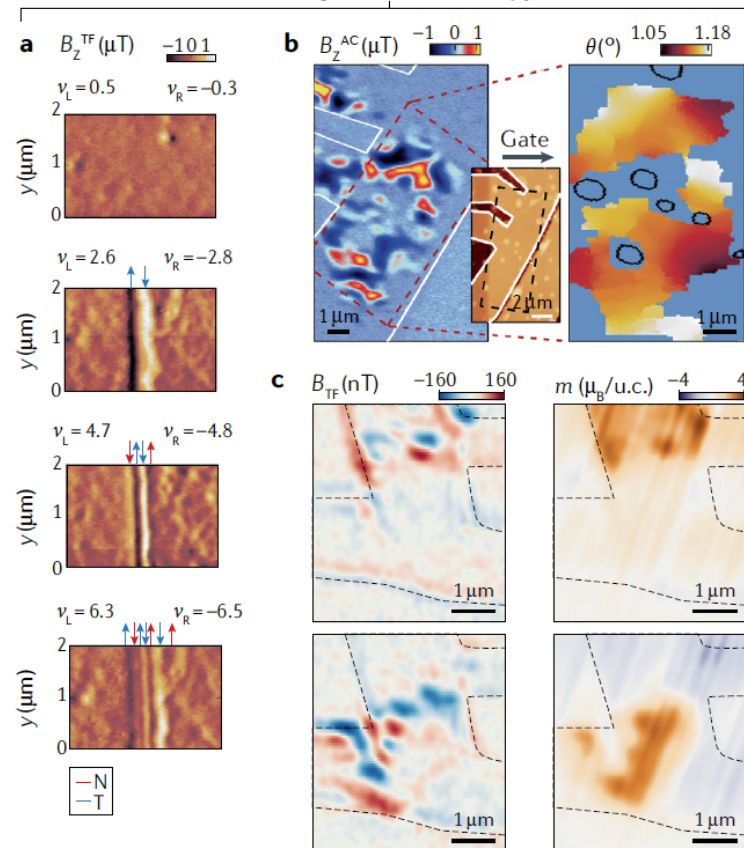 a B_Z^TF (μT) −1 0 1
ν_L = 0.5 ν_R = −0.3
2
1
0
y (μm)
ν_L = 2.6 ν_R = −2.8
2
1
0
y (μm)
ν_L = 4.7 ν_R = −4.8
2
1
0
y (μm)
ν_L = 6.3 ν_R = −6.5
2
1
0
y (μm)
N
T
b B_Z^AC (μT) −1 0 1
θ (°) 1.05 1.18
Gate
2 μm
1 μm
1 μm
c B_TF (nT) −160 160
m (μ_B/u.c.) −4 4
1 μm
1 μm
1 μm
1 μm